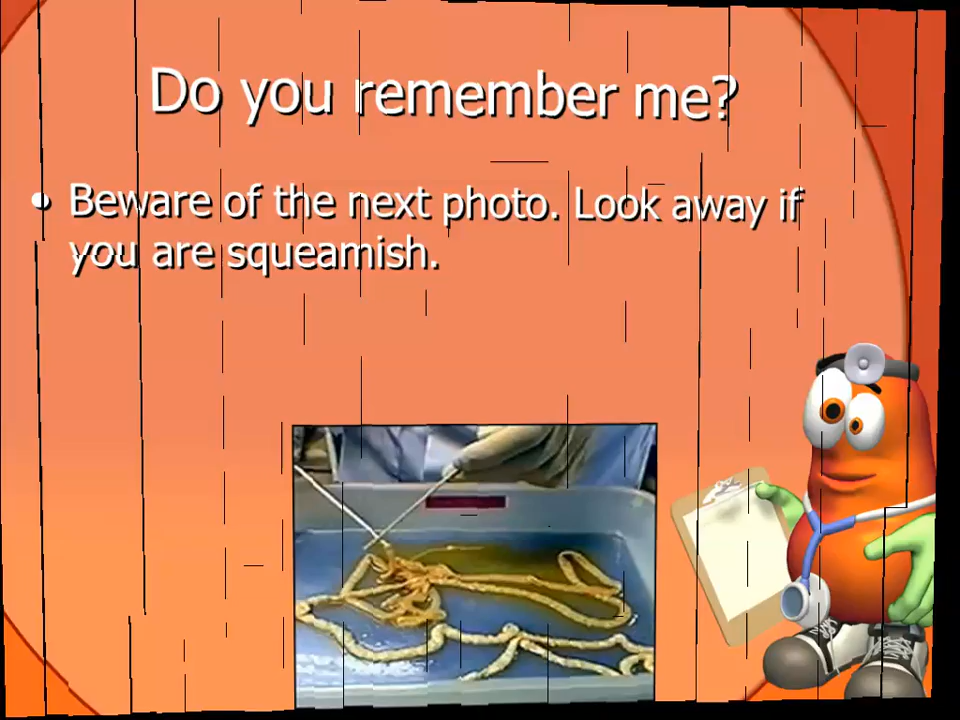 Do you remember me?
• Beware of the next photo. Look away if
you are squeamish.